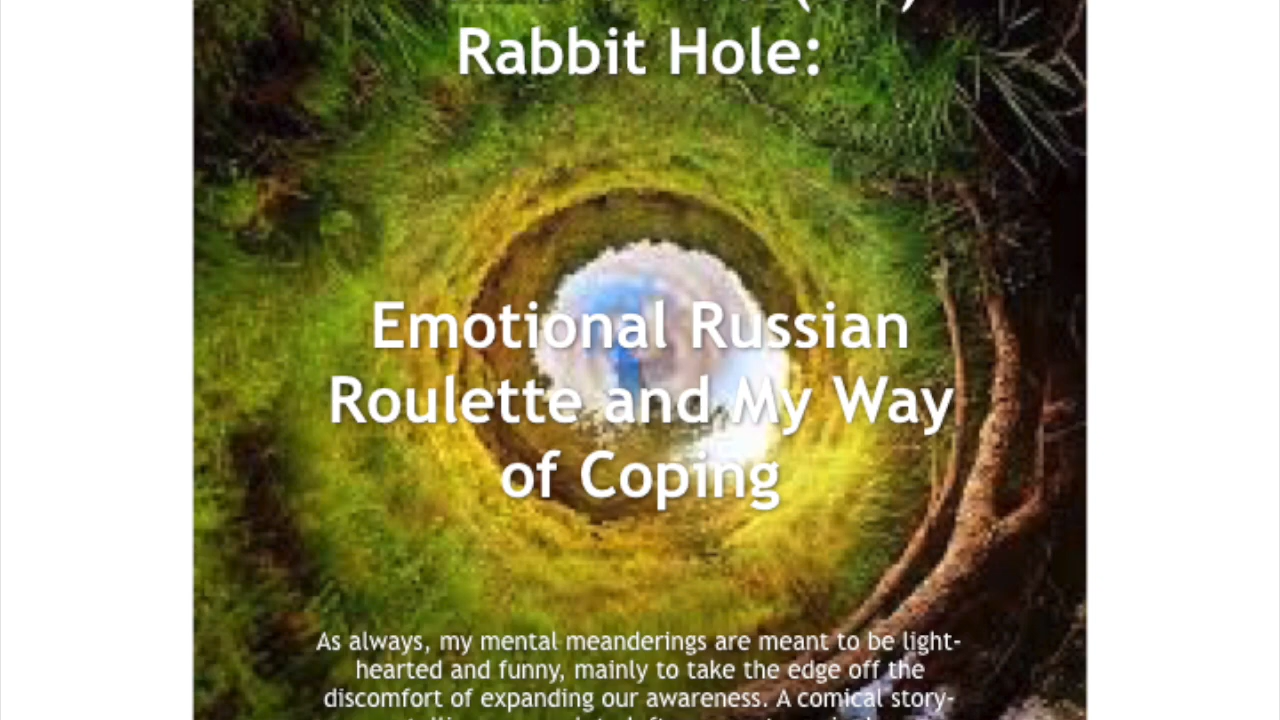 Rabbit Hole:
Emotional Russian
Roulette and My Way
of Coping
As always, my mental meanderings are meant to be light-
hearted and funny, mainly to take the edge off the
discomfort of expanding our awareness. A comical story-